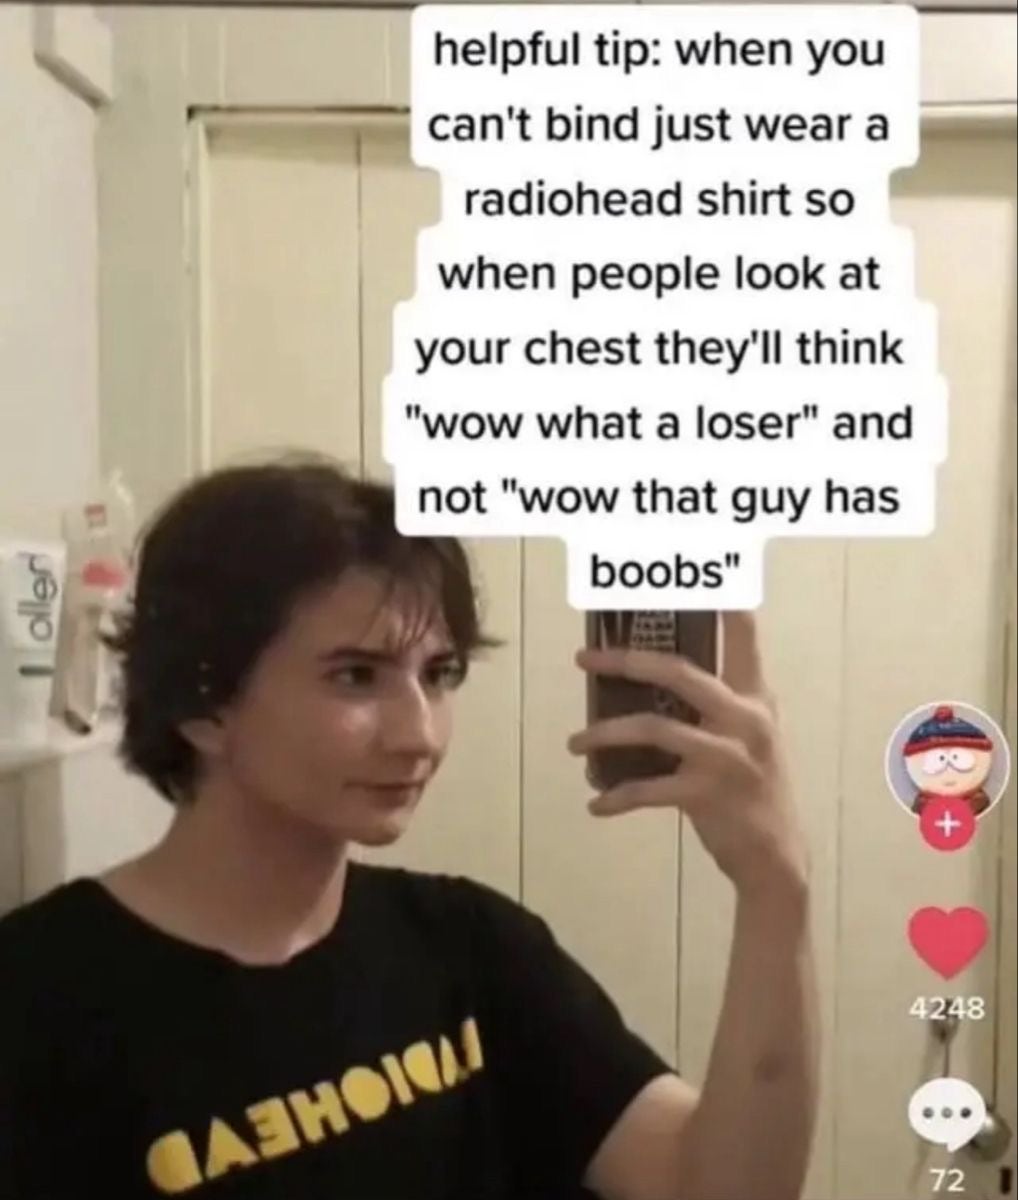 helpful tip: when you
can't bind just wear a
radiohead shirt so
when people look at
your chest they'll think
"wow what a loser" and
not "wow that guy has
boobs"
RADIOHEAD
4248
72